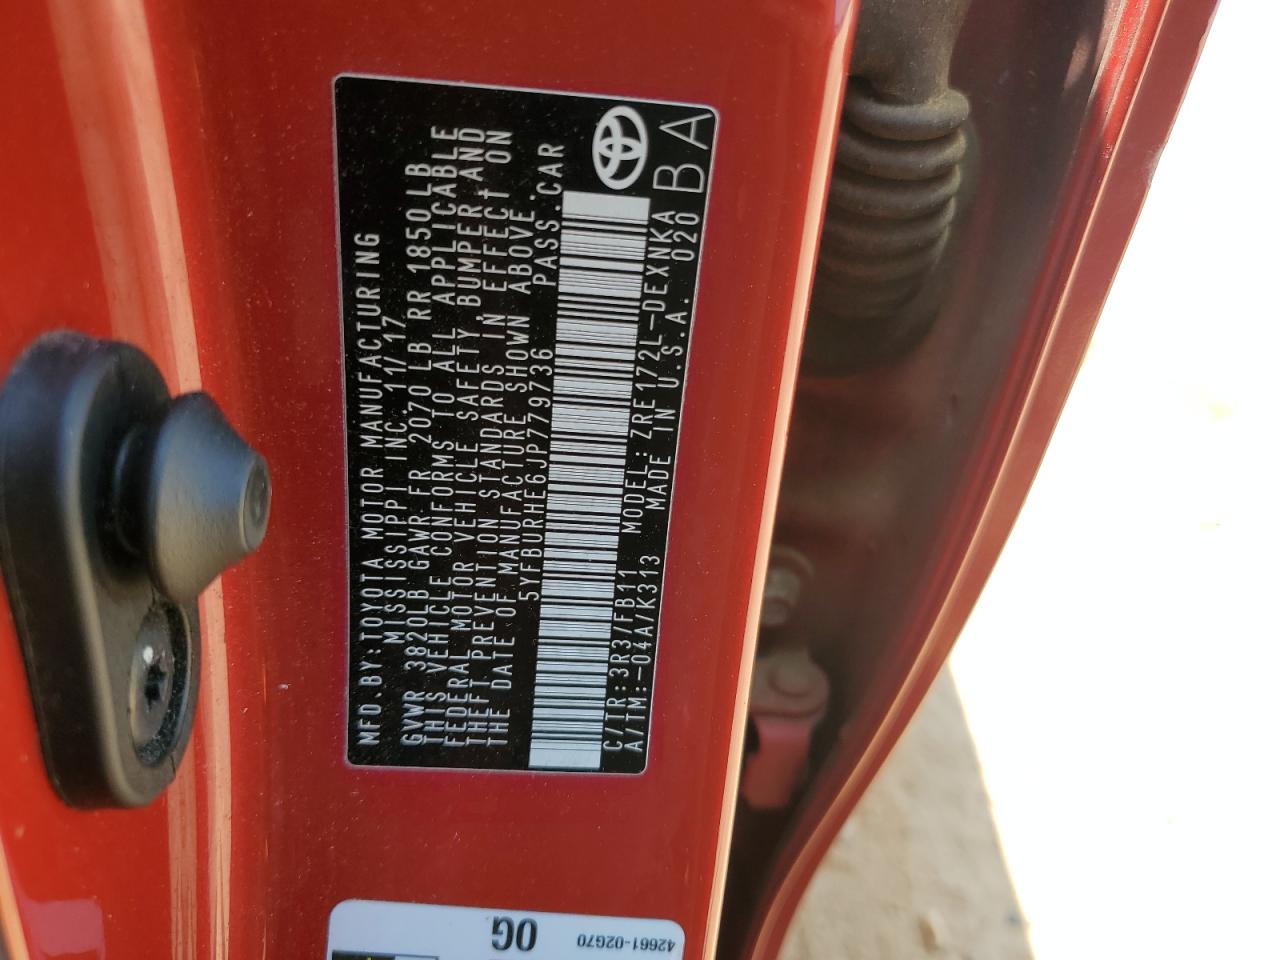 MFD.BY:TOYOTA MOTOR MANUFACTURING
MISSISSIPPI INC.11/17
GVWR 3820LB GAWR FR 2070 LB RR 1850 LB
THIS VEHICLE CONFORMS TO ALL APPLICABLE
FEDERAL MOTOR VEHICLE SAFETY, BUMPER, AND
THEFT PREVENTION STANDARDS IN EFFECT ON
THE DATE OF MANUFACTURE SHOWN ABOVE.
5YFBURHE6JP779736 PASS.CAR
C/TR:3R3/FB11 MODEL:ZRE172L-DEXNKA
A/TM:-04A/K313 MADE IN U.S.A. 020
BA
42661-02G70
0G